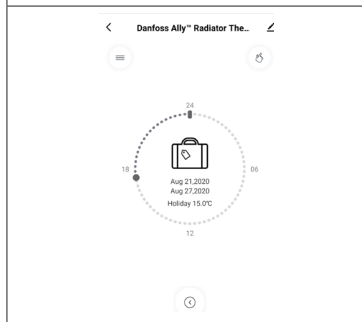 Danfoss Ally™ Radiator The..
24
18
06
Aug 21,2020
Aug 27,2020
Holiday 15.0℃
12